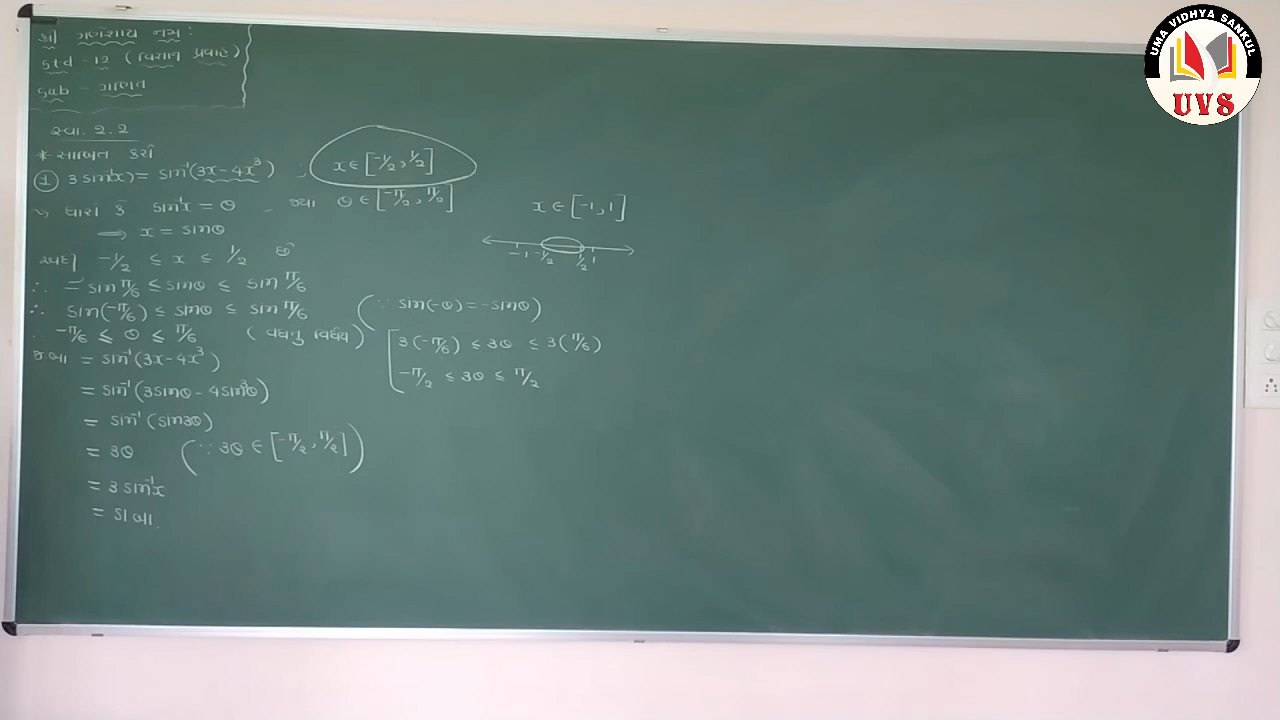 શ્રી ગણેશાય નમઃ
Std - 12 (વિજ્ઞાન પ્રવાહ)
Sub - ગણિત
સ્વા. 2.2
* સાબિત કરો
① 3 sin⁻¹(x) = sin⁻¹(3x - 4x³) ; x ∈ [-1/2, 1/2]
ધારો કે sin⁻¹x = θ જ્યાં θ ∈ [-π/2, π/2]
⟹ x = sinθ
x ∈ [-1, 1]
-1 -1/2 1/2 1
અહીં -1/2 ≤ x ≤ 1/2 છે
∴ -sin π/6 ≤ sinθ ≤ sin π/6
∴ sin(-π/6) ≤ sinθ ≤ sin π/6 (∵ sin(-θ) = -sinθ)
∴ -π/6 ≤ θ ≤ π/6 (વધતુ વિધેય)
3(-π/6) ≤ 3θ ≤ 3(π/6)
-π/2 ≤ 3θ ≤ π/2
જ.બા = sin⁻¹(3x - 4x³)
= sin⁻¹(3sinθ - 4sin³θ)
= sin⁻¹(sin3θ)
= 3θ (∵ 3θ ∈ [-π/2, π/2])
= 3 sin⁻¹x
= ડા.બા.
UMA VIDHYA SANKUL
UVS